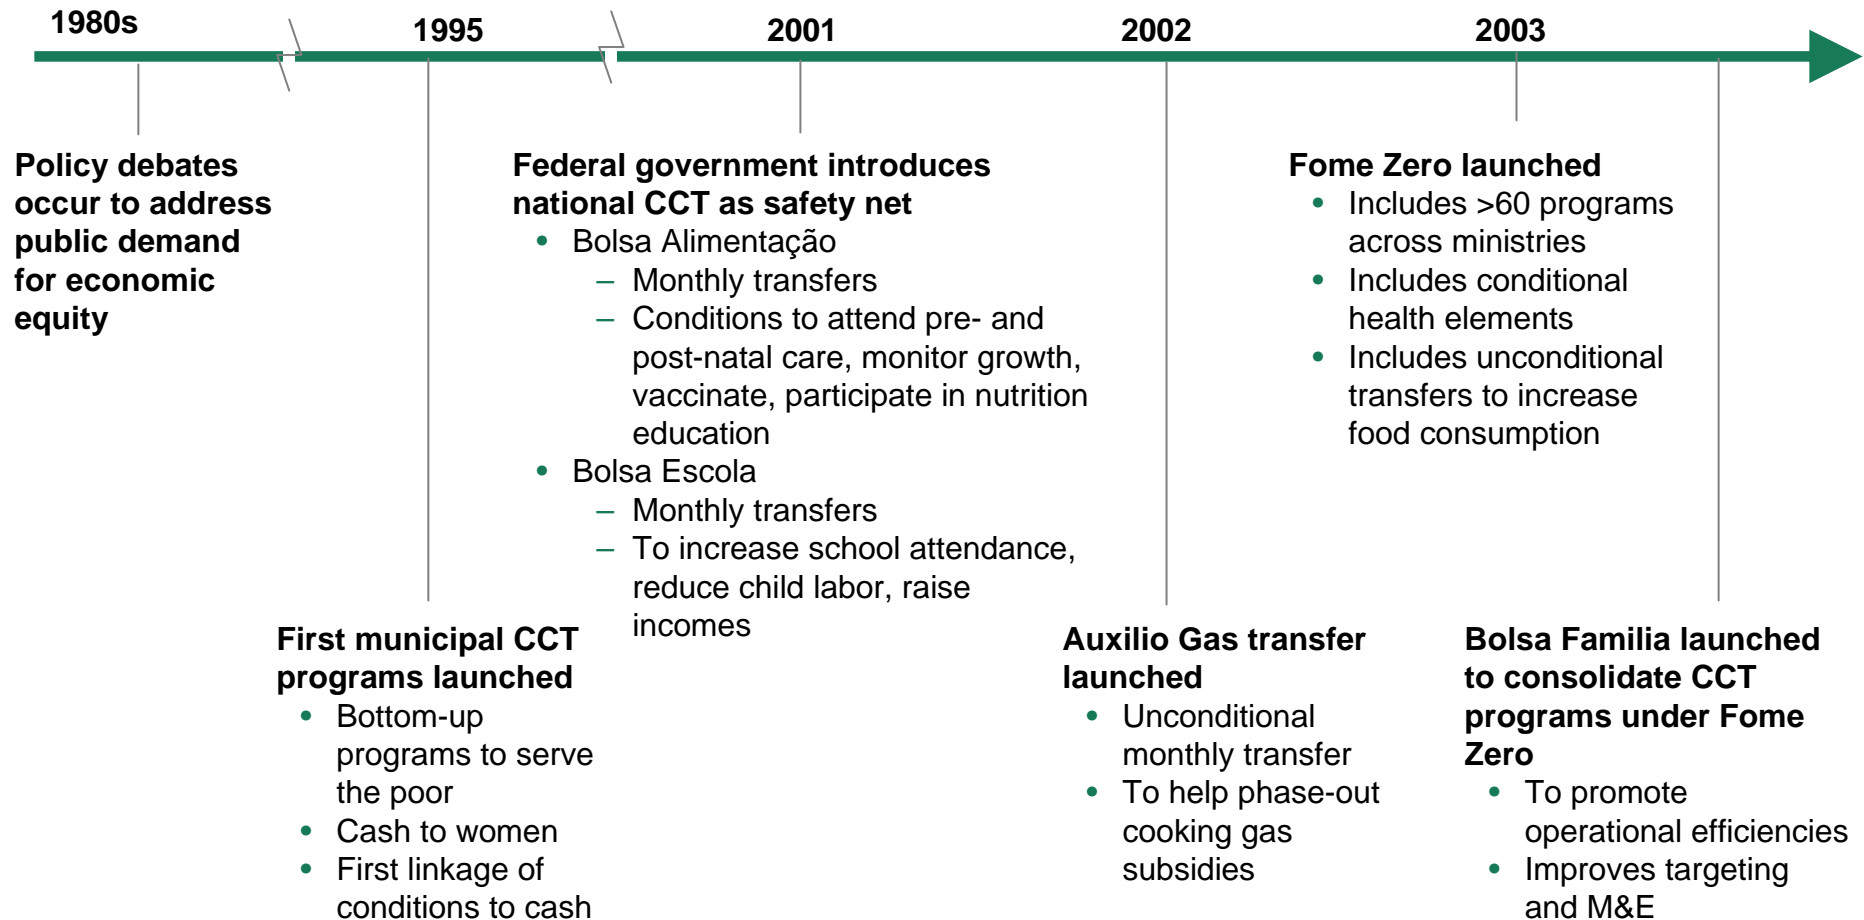 1980s
1995
2001
2002
2003
Policy debates
occur to address
public demand
for economic
equity
First municipal CCT
programs launched
• Bottom-up
programs to serve
the poor
• Cash to women
• First linkage of
conditions to cash
Federal government introduces
national CCT as safety net
• Bolsa Alimentação
– Monthly transfers
– Conditions to attend pre- and
post-natal care, monitor growth,
vaccinate, participate in nutrition
education
• Bolsa Escola
– Monthly transfers
– To increase school attendance,
reduce child labor, raise
incomes
Auxilio Gas transfer
launched
• Unconditional
monthly transfer
• To help phase-out
cooking gas
subsidies
Fome Zero launched
• Includes >60 programs
across ministries
• Includes conditional
health elements
• Includes unconditional
transfers to increase
food consumption
Bolsa Familia launched
to consolidate CCT
programs under Fome
Zero
• To promote
operational efficiencies
• Improves targeting
and M&E